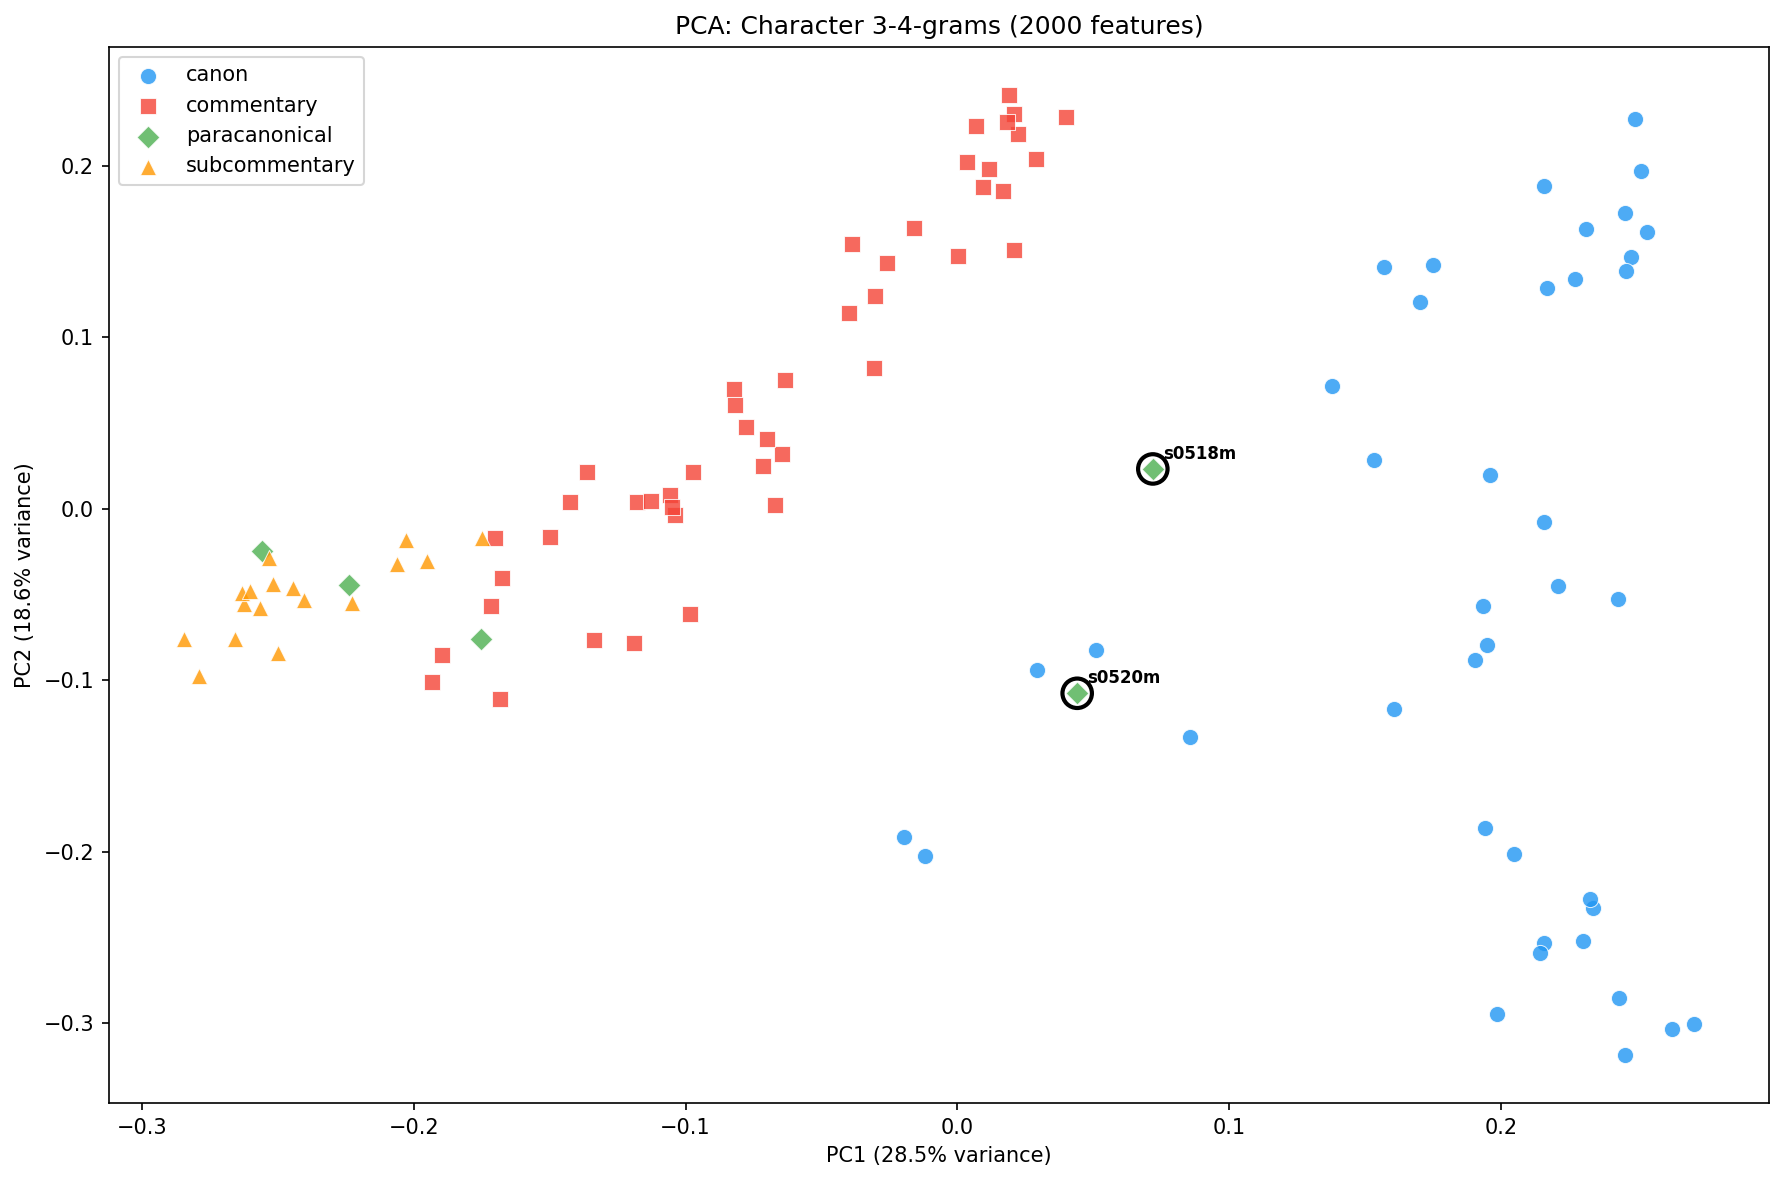 PCA: Character 3-4-grams (2000 features)
canon
commentary
paracanonical
subcommentary
s0518m
s0520m
0.2
0.1
0.0
−0.1
−0.2
−0.3
PC2 (18.6% variance)
−0.3
−0.2
−0.1
0.0
0.1
0.2
PC1 (28.5% variance)